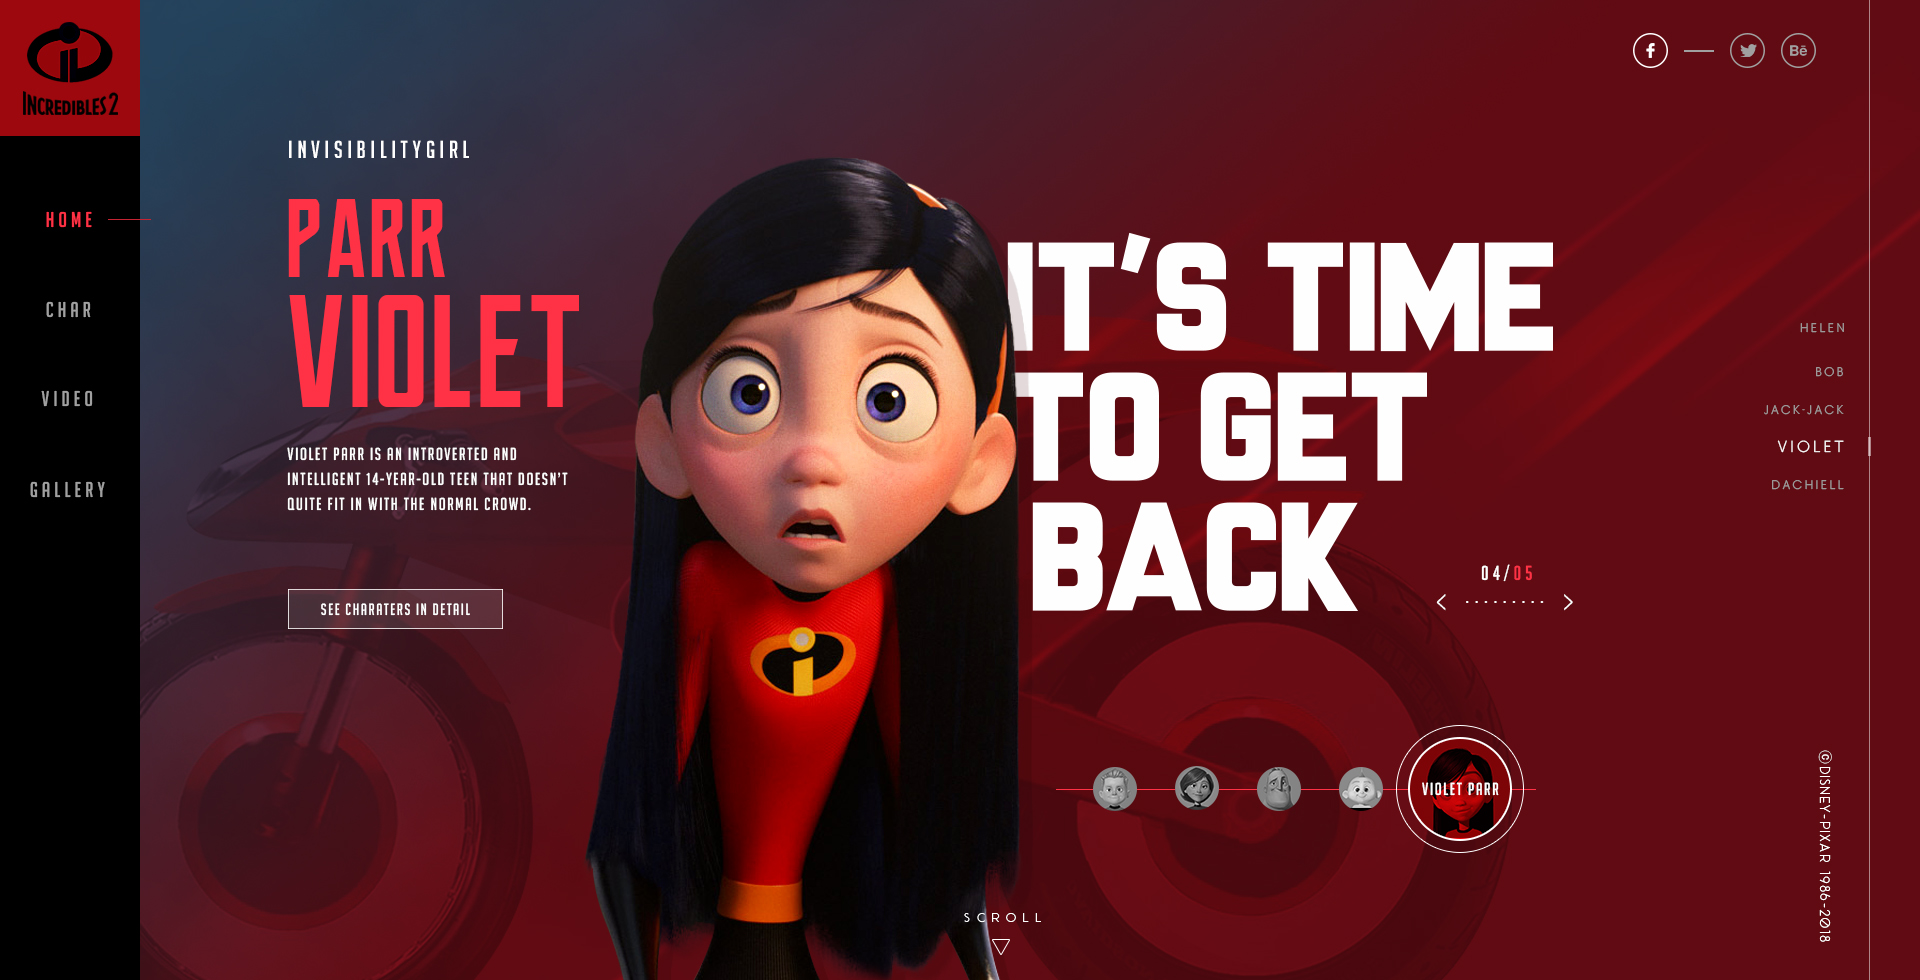 INCREDIBLES 2
HOME
CHAR
VIDEO
GALLERY
INVISIBILITYGIRL
PARR
VIOLET
VIOLET PARR IS AN INTROVERTED AND
INTELLIGENT 14-YEAR-OLD TEEN THAT DOESN'T
QUITE FIT IN WITH THE NORMAL CROWD.
SEE CHARATERS IN DETAIL
IT'S TIME
TO GET
BACK
04/05
VIOLET PARR
SCROLL
f
Bē
HELEN
BOB
JACK-JACK
VIOLET
DACHIELL
©DISNEY-PIXAR 1986-2018